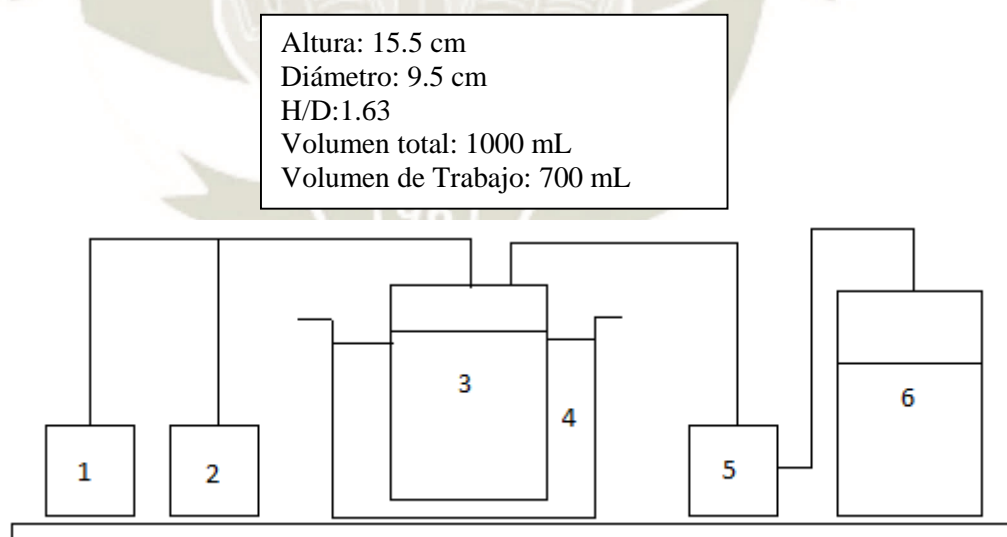 Altura: 15.5 cm
Diámetro: 9.5 cm
H/D:1.63
Volumen total: 1000 mL
Volumen de Trabajo: 700 mL
3
4
6
1
2
5